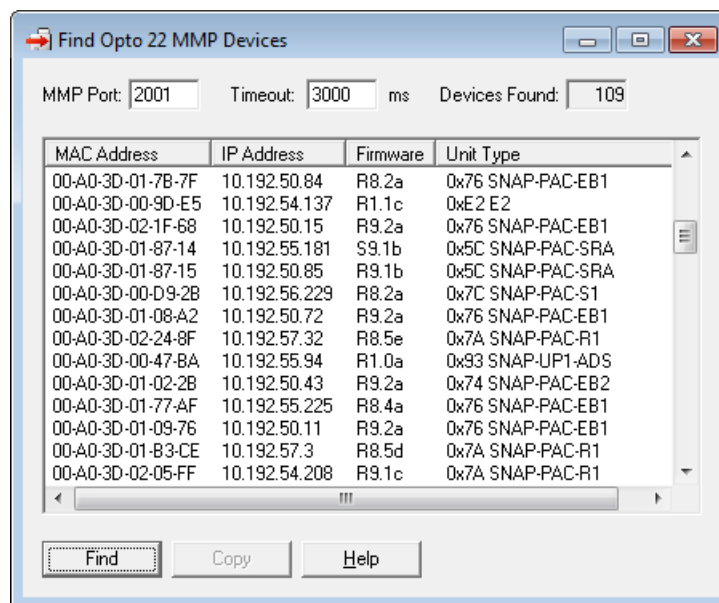 Find Opto 22 MMP Devices
MMP Port: 2001 Timeout: 3000 ms Devices Found: 109
MAC Address IP Address Firmware Unit Type
00-A0-3D-01-7B-7F 10.192.50.84 R8.2a 0x76 SNAP-PAC-EB1
00-A0-3D-00-9D-E5 10.192.54.137 R1.1c 0xE2 E2
00-A0-3D-02-1F-68 10.192.50.15 R9.2a 0x76 SNAP-PAC-EB1
00-A0-3D-01-87-14 10.192.55.181 S9.1b 0x5C SNAP-PAC-SRA
00-A0-3D-01-87-15 10.192.50.85 R9.1b 0x5C SNAP-PAC-SRA
00-A0-3D-00-D9-2B 10.192.56.229 R8.2a 0x7C SNAP-PAC-S1
00-A0-3D-01-08-A2 10.192.50.72 R9.2a 0x76 SNAP-PAC-EB1
00-A0-3D-02-24-8F 10.192.57.32 R8.5e 0x7A SNAP-PAC-R1
00-A0-3D-00-47-BA 10.192.55.94 R1.0a 0x93 SNAP-UP1-ADS
00-A0-3D-01-02-2B 10.192.50.43 R9.2a 0x74 SNAP-PAC-EB2
00-A0-3D-01-77-AF 10.192.55.225 R8.4a 0x76 SNAP-PAC-EB1
00-A0-3D-01-09-76 10.192.50.11 R9.2a 0x76 SNAP-PAC-EB1
00-A0-3D-01-B3-CE 10.192.57.3 R8.5d 0x7A SNAP-PAC-R1
00-A0-3D-02-05-FF 10.192.54.208 R9.1c 0x7A SNAP-PAC-R1
Find Copy Help